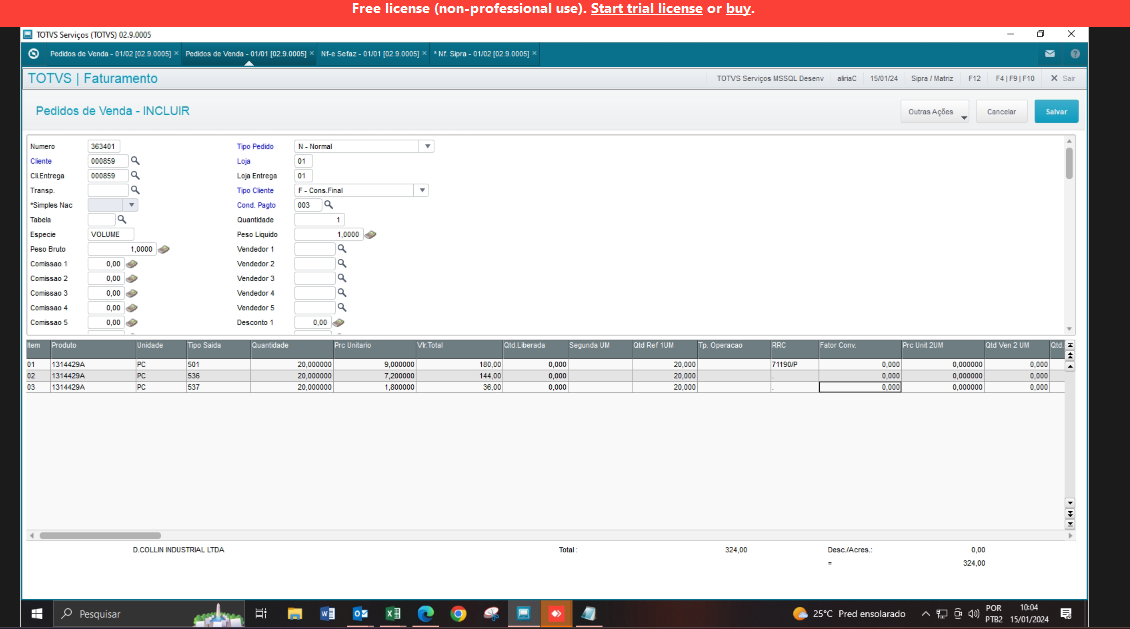 Free license (non-professional use). Start trial license or buy.
TOTVS Serviços (TOTVS) 02.9.0005
Pedidos de Venda - 01/02 [02.9.0005] × Pedidos de Venda - 01/01 [02.9.0005] × Nf-e Sefaz - 01/01 [02.9.0005] × * Nf. Sipra - 01/02 [02.9.0005] ×
TOTVS | Faturamento TOTVS Serviços MSSQL Desenv aliriaC 15/01/24 Sipra / Matriz F12 F4 | F9 | F10 Sair
Pedidos de Venda - INCLUIR Outras Ações Cancelar Salvar
Numero 363401 Tipo Pedido N - Normal
Cliente 000859 Loja 01
Cli.Entrega 000859 Loja Entrega 01
Transp. Tipo Cliente F - Cons.Final
*Simples Nac Cond. Pagto 003
Tabela Quantidade 1
Especie VOLUME Peso Liquido 1,0000
Peso Bruto 1,0000 Vendedor 1
Comissao 1 0,00 Vendedor 2
Comissao 2 0,00 Vendedor 3
Comissao 3 0,00 Vendedor 4
Comissao 4 0,00 Vendedor 5
Comissao 5 0,00 Desconto 1 0,00
Item Produto Unidade Tipo Saida Quantidade Prc Unitario Vlr.Total Qtd.Liberada Segunda UM Qtd Ref 1UM Tp. Operacao RRC Fator Conv. Prc Unit 2UM Qtd Ven 2 UM Qtd.
01 1314429A PC 501 20,000000 9,000000 180,00 0,000 20,000 71190/P 0,000 0,000000 0,000
02 1314429A PC 536 20,000000 7,200000 144,00 0,000 20,000 . 0,000 0,000000 0,000
03 1314429A PC 537 20,000000 1,800000 36,00 0,000 20,000 . 0,000 0,000000 0,000
D.COLLIN INDUSTRIAL LTDA Total : 324,00 Desc./Acres.: 0,00
= 324,00
Pesquisar 25°C Pred ensolarado POR PTB2 10:04 15/01/2024